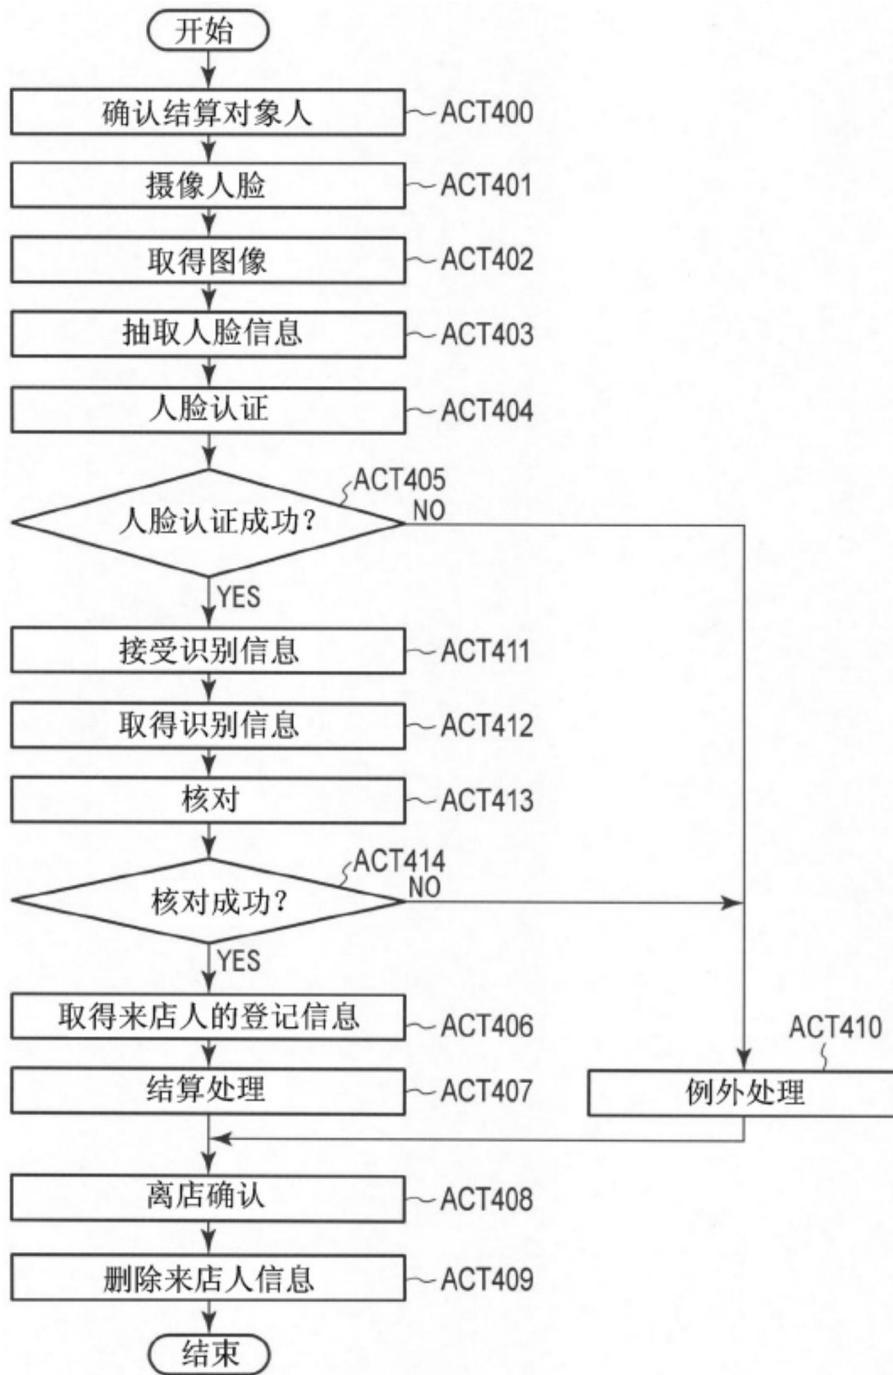 开始
确认结算对象人 ACT400
摄像人脸 ACT401
取得图像 ACT402
抽取人脸信息 ACT403
人脸认证 ACT404
ACT405
人脸认证成功? NO
YES
接受识别信息 ACT411
取得识别信息 ACT412
核对 ACT413
ACT414
核对成功? NO
YES
取得来店人的登记信息 ACT406
ACT410
结算处理 ACT407
例外处理
离店确认 ACT408
删除来店人信息 ACT409
结束